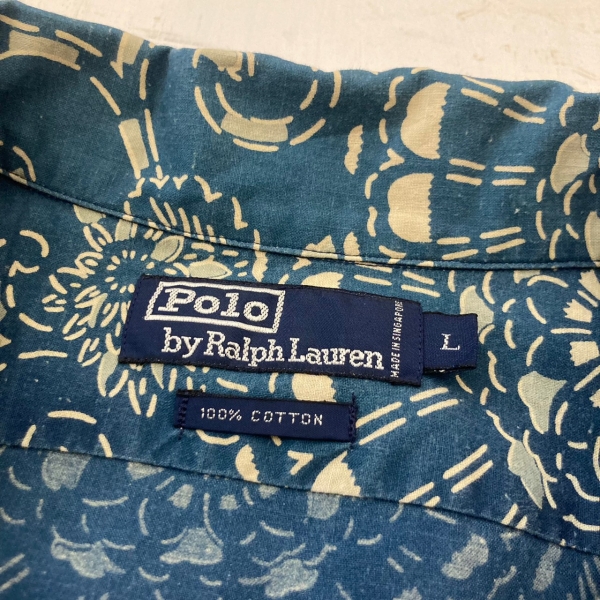 Polo
by Ralph Lauren
MADE IN SINGAPORE
L
100% COTTON